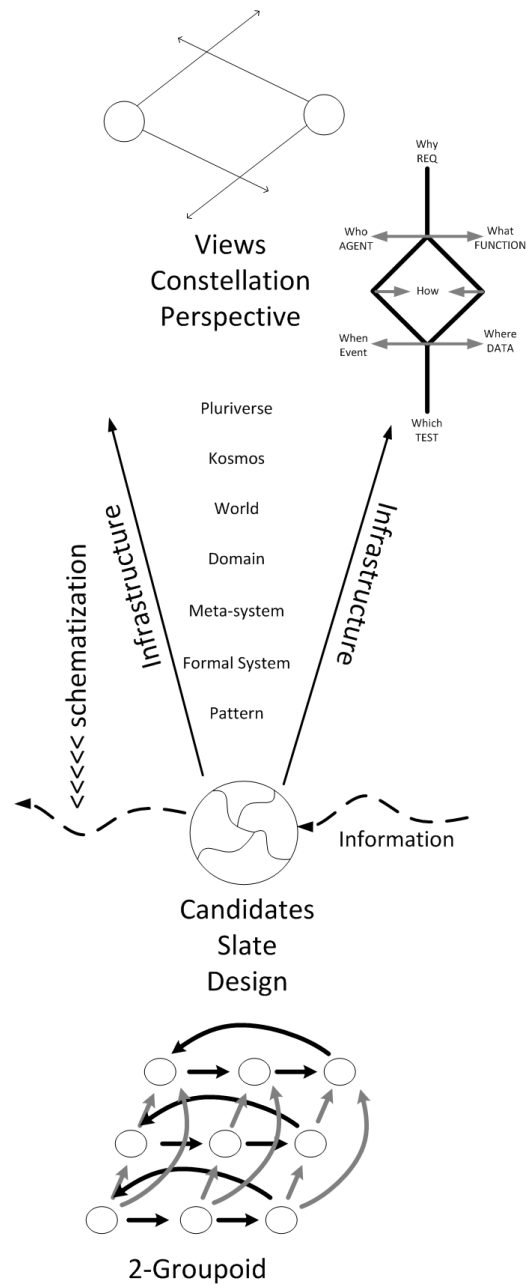 Why
REQ
Who
AGENT
What
FUNCTION
How
When
Event
Where
DATA
Which
TEST
Views
Constellation
Perspective
Pluriverse
Kosmos
World
Domain
Meta-system
Formal System
Pattern
Infrastructure
Infrastructure
<<<<< schematization
Information
Candidates
Slate
Design
2-Groupoid